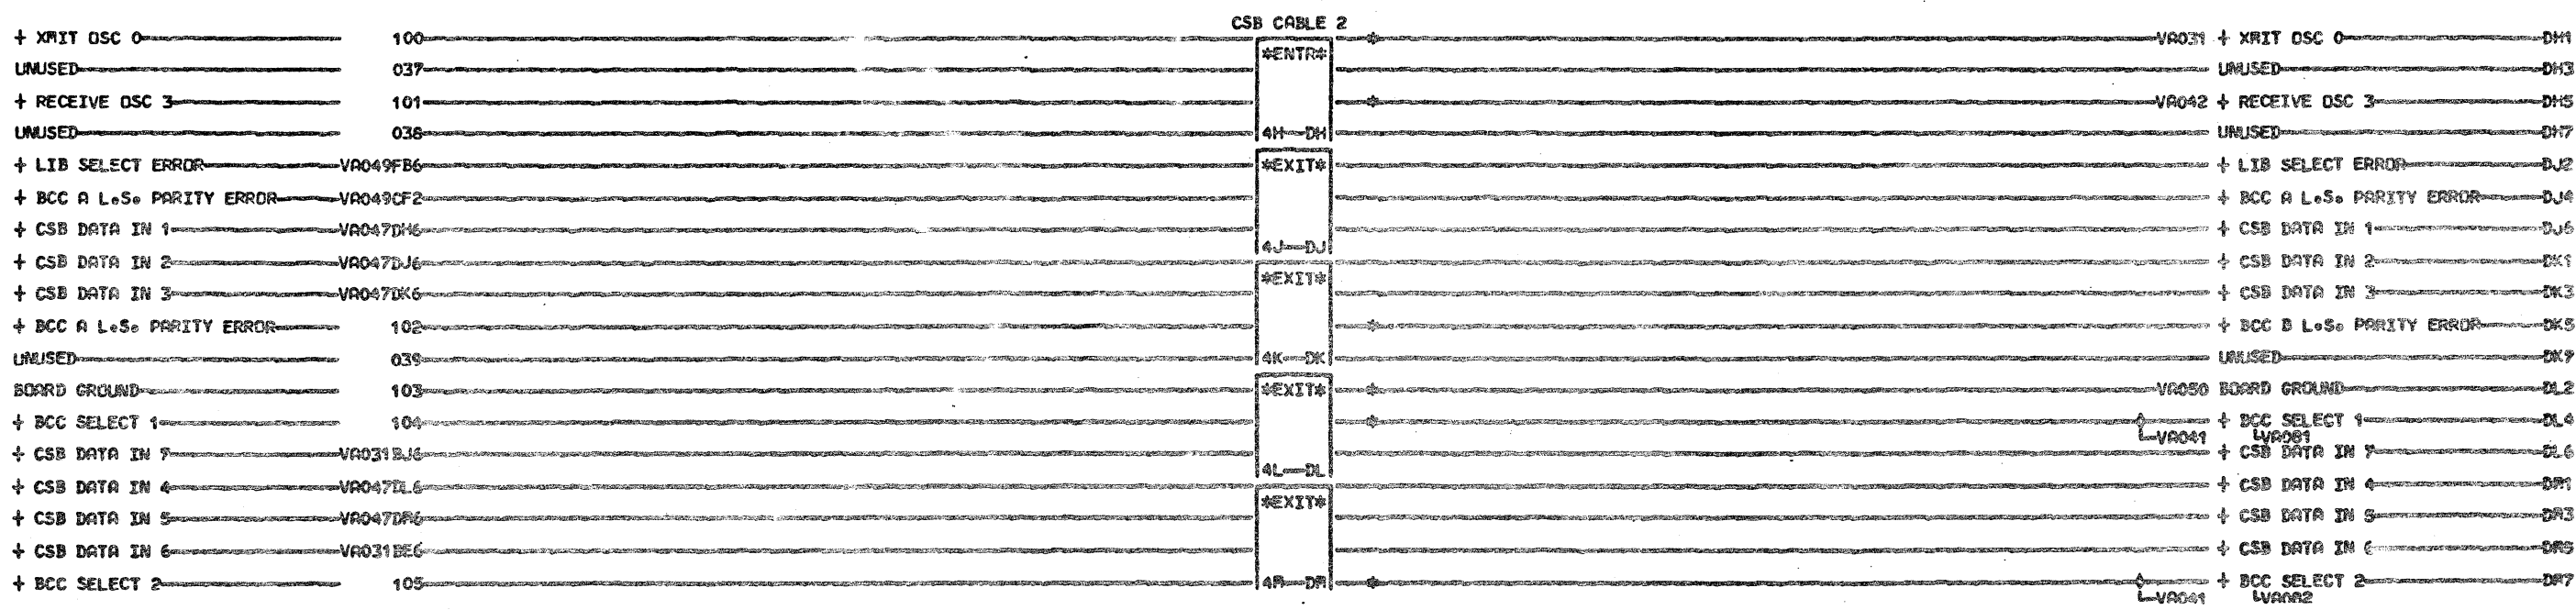 CSB CABLE 2
+ XMIT OSC 0 100 VA031 + XMIT OSC 0 DH1
*ENTR*
UNUSED 037 UNUSED DH3
+ RECEIVE OSC 3 101 VA042 + RECEIVE OSC 3 DH5
UNUSED 038 4H DH UNUSED DH7
+ LIB SELECT ERROR VA049FB6 *EXIT* + LIB SELECT ERROR DJ2
+ BCC A L.S. PARITY ERROR VA049CF2 + BCC A L.S. PARITY ERROR DJ4
+ CSB DATA IN 1 VA047DH6 + CSB DATA IN 1 DJ6
4J DJ
+ CSB DATA IN 2 VA047DJ6 + CSB DATA IN 2 DK1
*EXIT*
+ CSB DATA IN 3 VA047DK6 + CSB DATA IN 3 DK3
+ BCC A L.S. PARITY ERROR 102 + BCC B L.S. PARITY ERROR DK5
UNUSED 039 4K DK UNUSED DK7
BOARD GROUND 103 *EXIT* VA050 BOARD GROUND DL2
+ BCC SELECT 1 104 + BCC SELECT 1 DL4
VA041 VA081
+ CSB DATA IN 7 VA031BJ6 + CSB DATA IN 7 DL6
4L DL
+ CSB DATA IN 4 VA047DL6 + CSB DATA IN 4 DM1
*EXIT*
+ CSB DATA IN 5 VA047DM6 + CSB DATA IN 5 DM3
+ CSB DATA IN 6 VA031BE6 + CSB DATA IN 6 DM5
+ BCC SELECT 2 105 4M DM + BCC SELECT 2 DM7
VA041 VA082